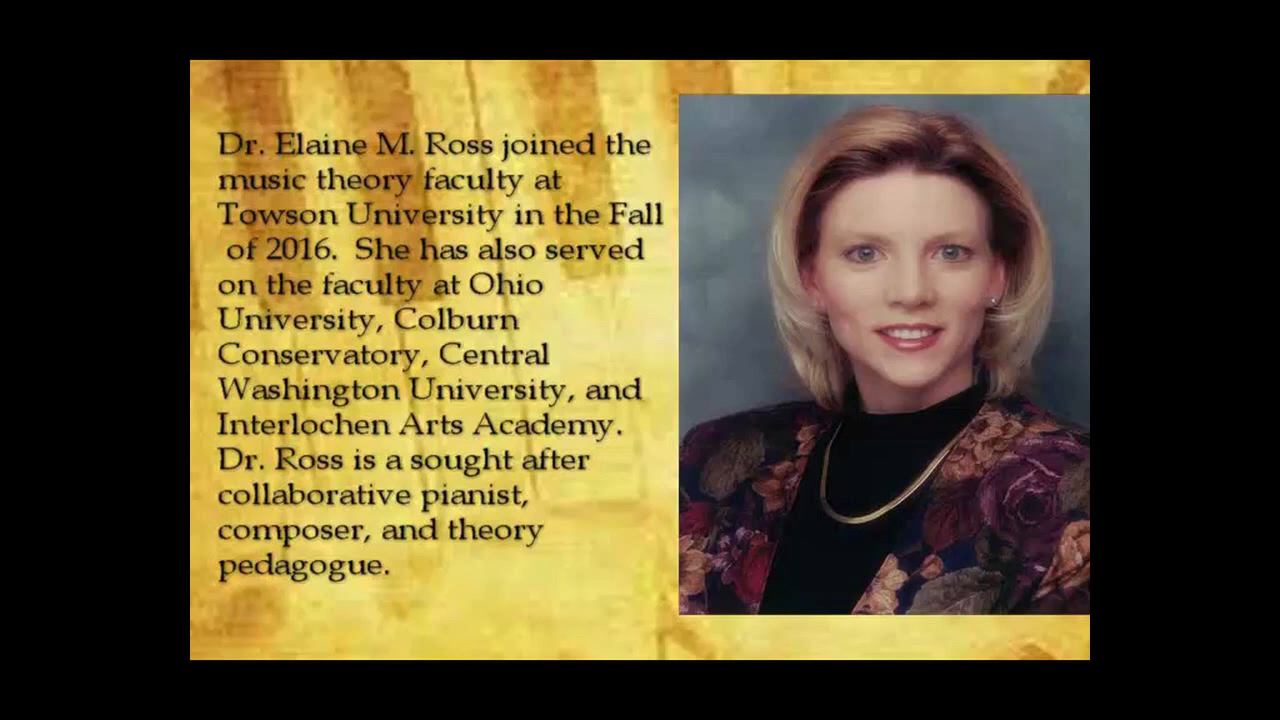 Dr. Elaine M. Ross joined the
music theory faculty at
Towson University in the Fall
of 2016. She has also served
on the faculty at Ohio
University, Colburn
Conservatory, Central
Washington University, and
Interlochen Arts Academy.
Dr. Ross is a sought after
collaborative pianist,
composer, and theory
pedagogue.